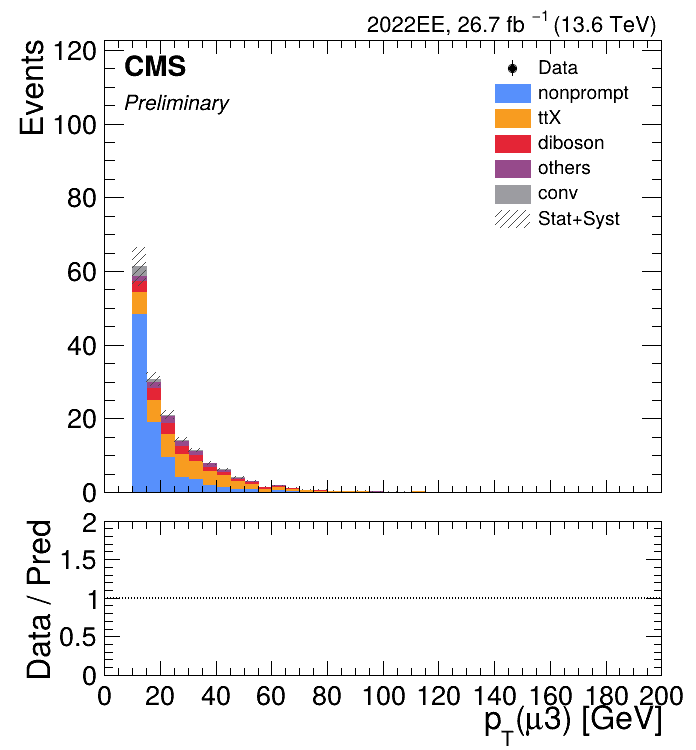 2022EE, 26.7 fb⁻¹ (13.6 TeV)
CMS
Preliminary
Events
120
100
80
60
40
20
0
Data
nonprompt
ttX
diboson
others
conv
Stat+Syst
Data / Pred
2
1.5
1
0.5
0
0 20 40 60 80 100 120 140 160 180 200
p_T(μ3) [GeV]